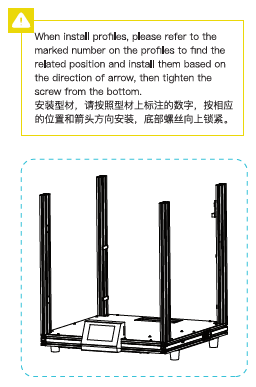 When install profiles, please refer to the
marked number on the profiles to find the
related position and install them based on
the direction of arrow, then tighten the
screw from the bottom.
安装型材，请按照型材上标注的数字，按相应
的位置和箭头方向安装，底部螺丝向上锁紧。